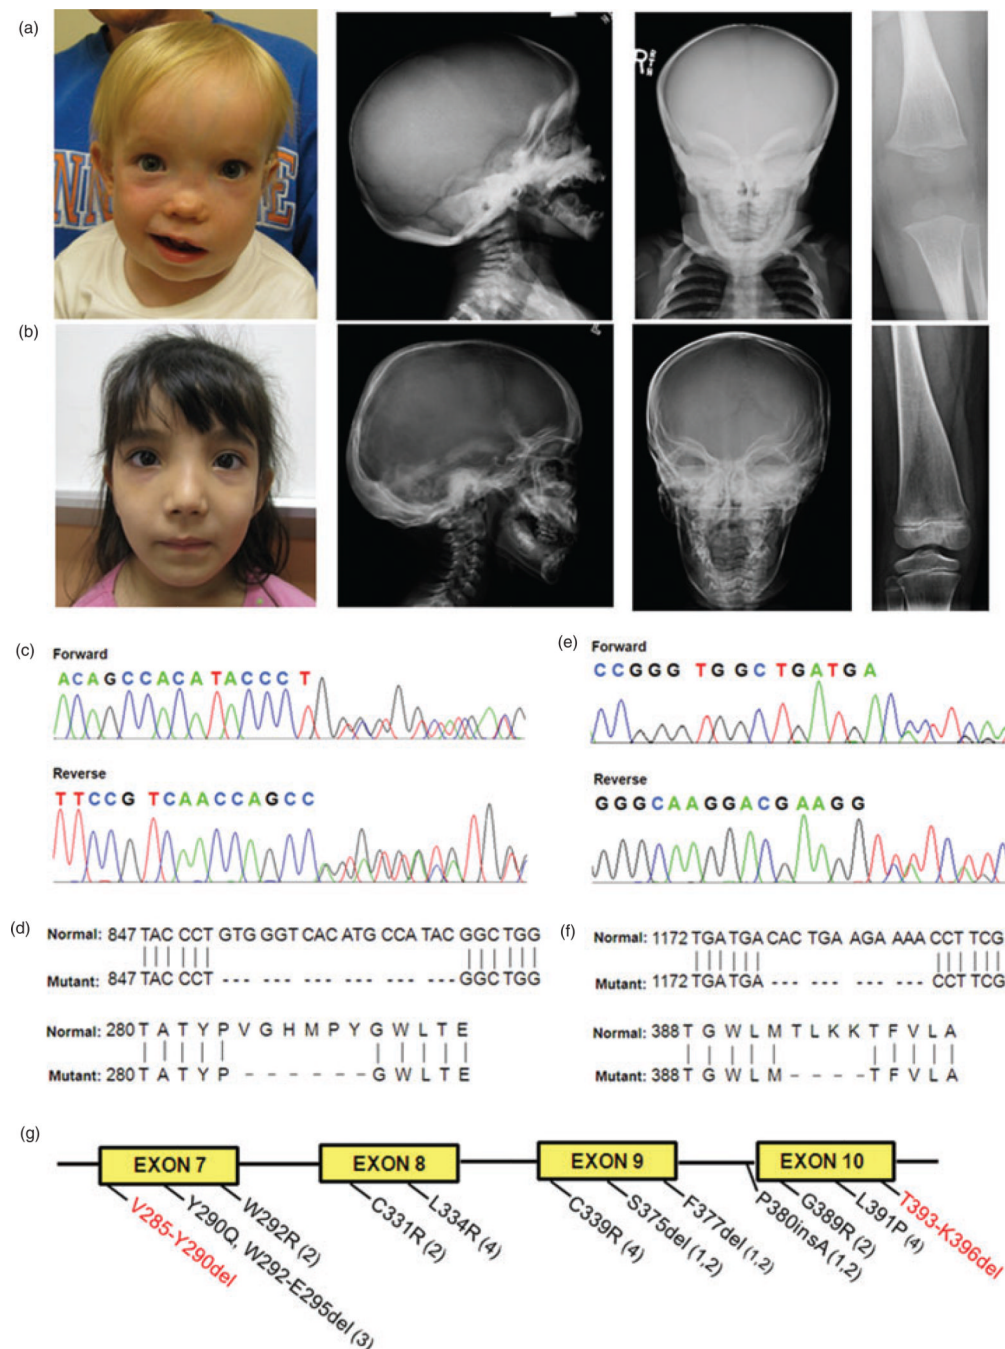 (a)
NN
E
R
(b)
L
(c)
Forward
ACAGCCACATACCCT
Reverse
TTCCGTCAACCAGCC
(e)
Forward
CCGGG TGGCTGATGA
Reverse
GGGCAAGGACGAAGG
(d)
Normal: 847 TAC CCT GTG GGT CAC ATG CCA TAC GGC TGG
Mutant: 847 TAC CCT --- --- --- --- --- --- GGC TGG
Normal: 280 T A T Y P V G H M P Y G W L T E
Mutant: 280 T A T Y P - - - - - - G W L T E
(f)
Normal: 1172 TGA TGA CAC TGA AGA AAA CCT TCG
Mutant: 1172 TGA TGA --- --- --- --- CCT TCG
Normal: 388 T G W L M T L K K T F V L A
Mutant: 388 T G W L M - - - - T F V L A
(g)
EXON 7
EXON 8
EXON 9
EXON 10
V285-Y290del
Y290Q, W292-E295del (3)
W292R (2)
C331R (2)
L334R (4)
C339R (4)
S375del (1,2)
F377del (1,2)
P380insA (1,2)
G389R (2)
L391P (4)
T393-K396del